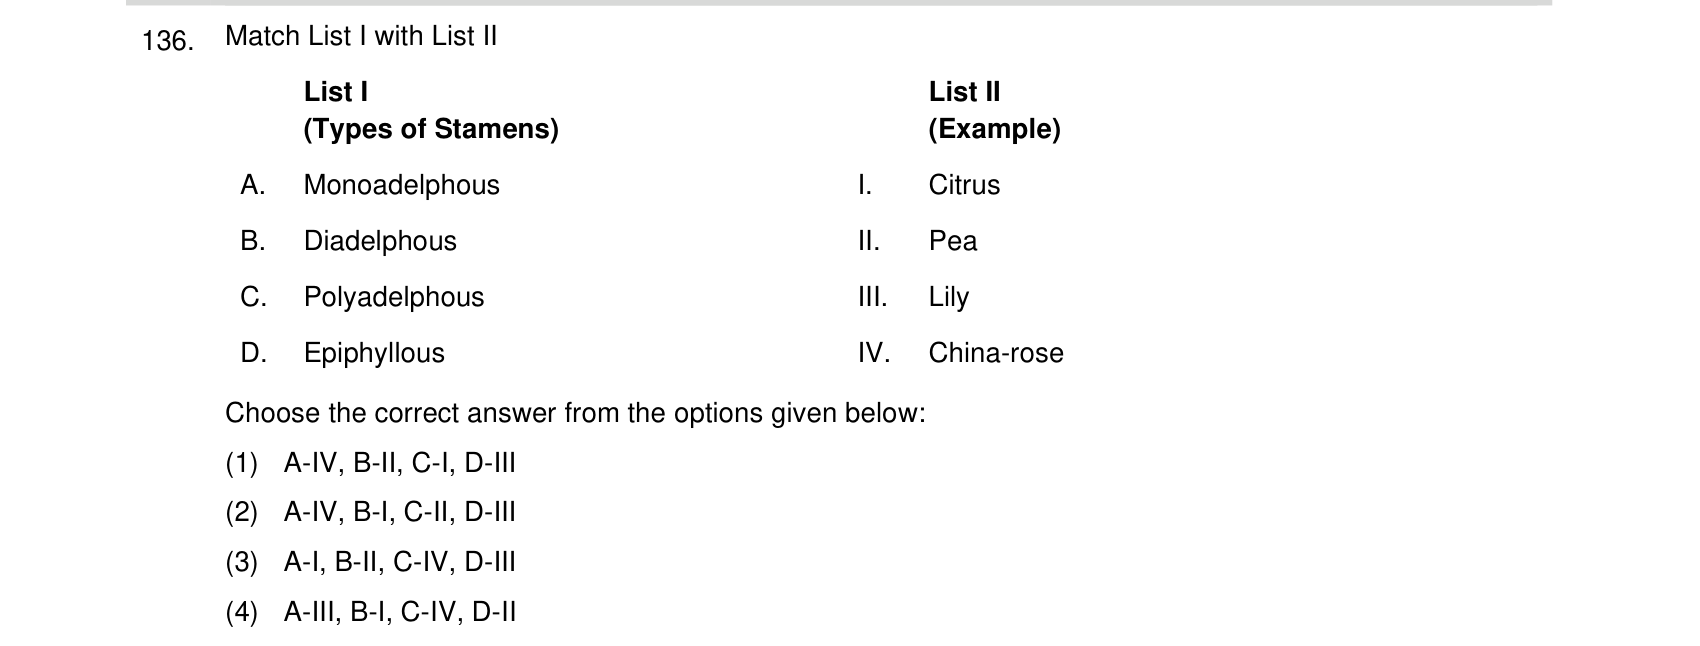 136. Match List I with List II
List I List II
(Types of Stamens) (Example)
A. Monoadelphous I. Citrus
B. Diadelphous II. Pea
C. Polyadelphous III. Lily
D. Epiphyllous IV. China-rose
Choose the correct answer from the options given below:
(1) A-IV, B-II, C-I, D-III
(2) A-IV, B-I, C-II, D-III
(3) A-I, B-II, C-IV, D-III
(4) A-III, B-I, C-IV, D-II